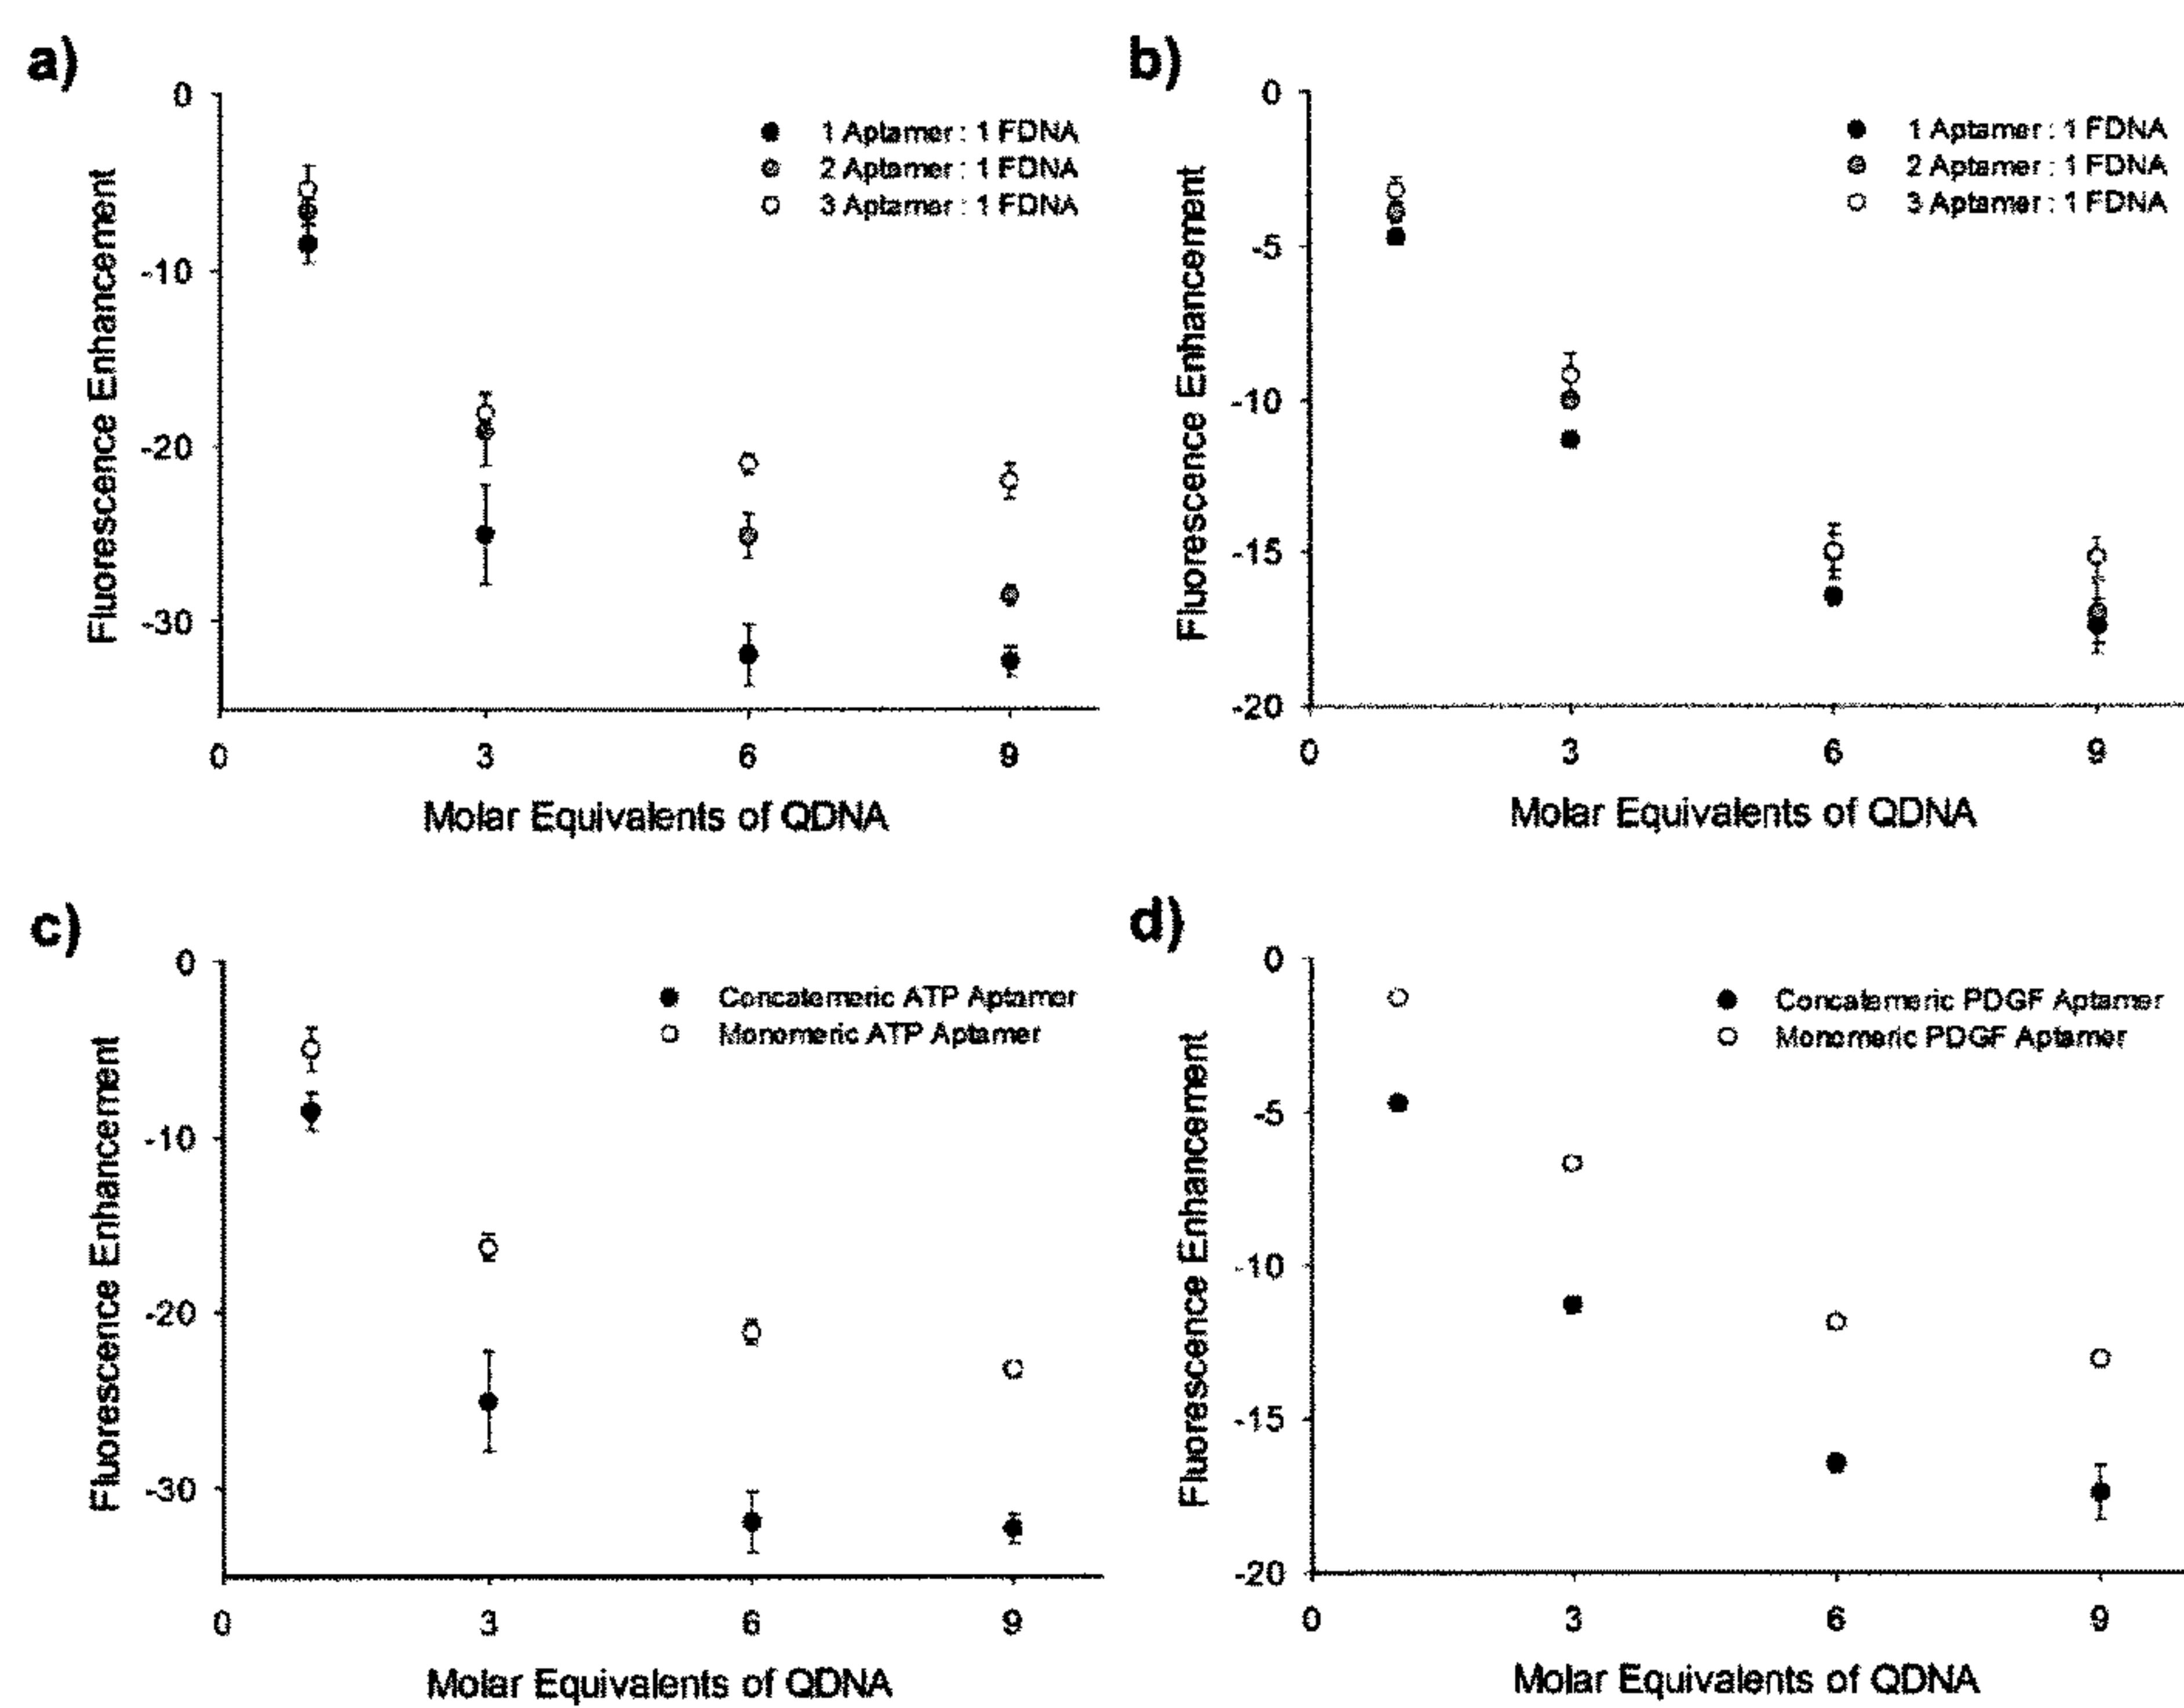 a)
0
-10
-20
-30
Fluorescence Enhancement
1 Aptamer : 1 FDNA
2 Aptamer : 1 FDNA
3 Aptamer : 1 FDNA
0 3 6 9
Molar Equivalents of QDNA
b)
0
-5
-10
-15
-20
Fluorescence Enhancement
1 Aptamer : 1 FDNA
2 Aptamer : 1 FDNA
3 Aptamer : 1 FDNA
0 3 6 9
Molar Equivalents of QDNA
c)
0
-10
-20
-30
Fluorescence Enhancement
Concatemeric ATP Aptamer
Monomeric ATP Aptamer
0 3 6 9
Molar Equivalents of QDNA
d)
0
-5
-10
-15
-20
Fluorescence Enhancement
Concatemeric PDGF Aptamer
Monomeric PDGF Aptamer
0 3 6 9
Molar Equivalents of QDNA